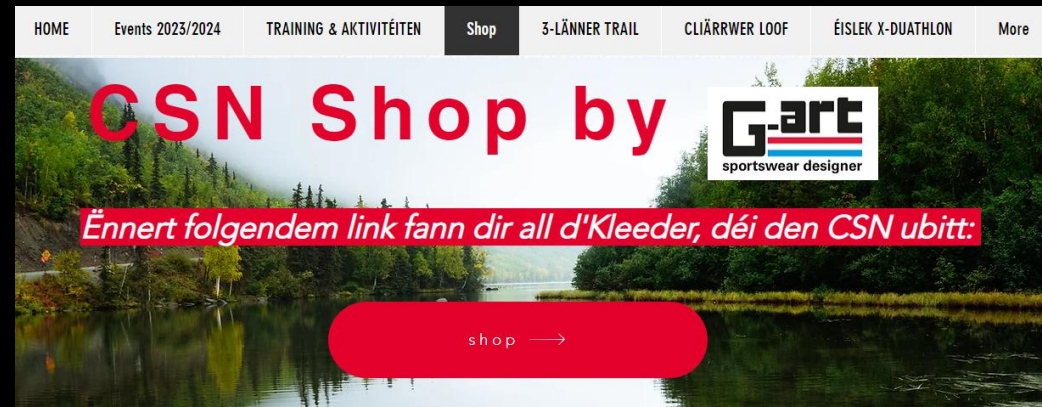 HOME Events 2023/2024 TRAINING & AKTIVITÉITEN Shop 3-LÄNNER TRAIL CLIÄRRWER LOOF ÉISLEK X-DUATHLON More
CSN Shop by G-art
sportswear designer
Ënnert folgendem link fann dir all d'Kleeder, déi den CSN ubitt:
shop